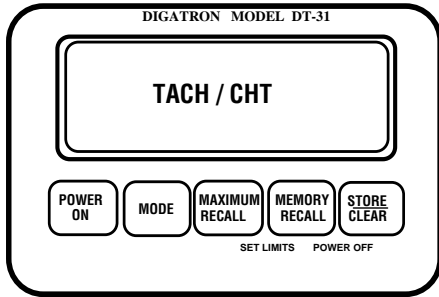 DIGATRON MODEL DT-31
TACH / CHT
POWER
ON
MODE
MAXIMUM
RECALL
MEMORY
RECALL
STORE
CLEAR
SET LIMITS POWER OFF